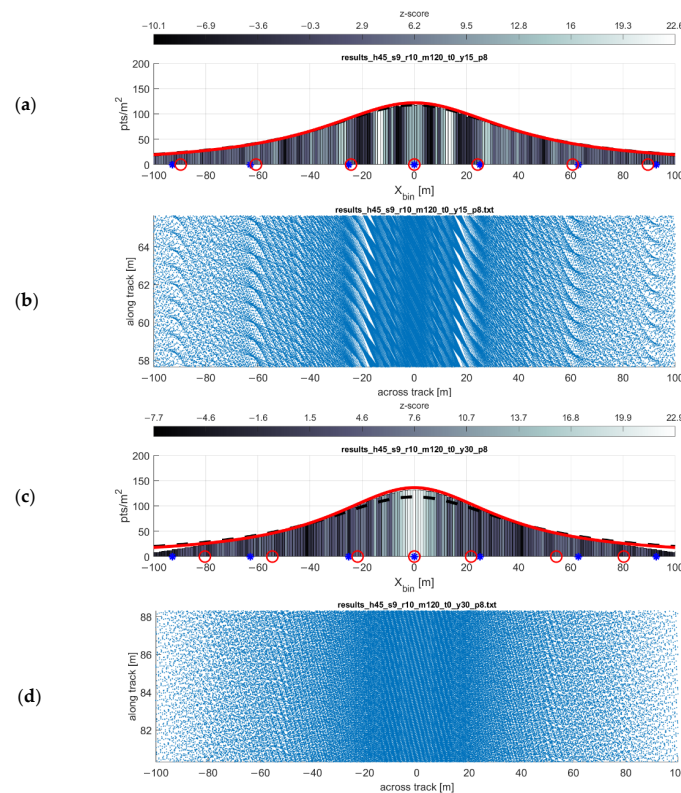 z-score
−10.1 −6.9 −3.6 −0.3 2.9 6.2 9.5 12.8 16 19.3 22.6
results_h45_s9_r10_m120_t0_y15_p8
(a)
pts/m²
200
150
100
50
0
−100 −80 −60 −40 −20 0 20 40 60 80 100
X_bin [m]
results_h45_s9_r10_m120_t0_y15_p8.txt
(b)
along track [m]
64
62
60
58
−100 −80 −60 −40 −20 0 20 40 60 80 100
across track [m]
z-score
−7.7 −4.6 −1.6 1.5 4.6 7.6 10.7 13.7 16.8 19.9 22.9
results_h45_s9_r10_m120_t0_y30_p8
(c)
pts/m²
200
150
100
50
0
−100 −80 −60 −40 −20 0 20 40 60 80 100
X_bin [m]
results_h45_s9_r10_m120_t0_y30_p8.txt
(d)
along track [m]
88
86
84
82
−100 −80 −60 −40 −20 0 20 40 60 80 100
across track [m]